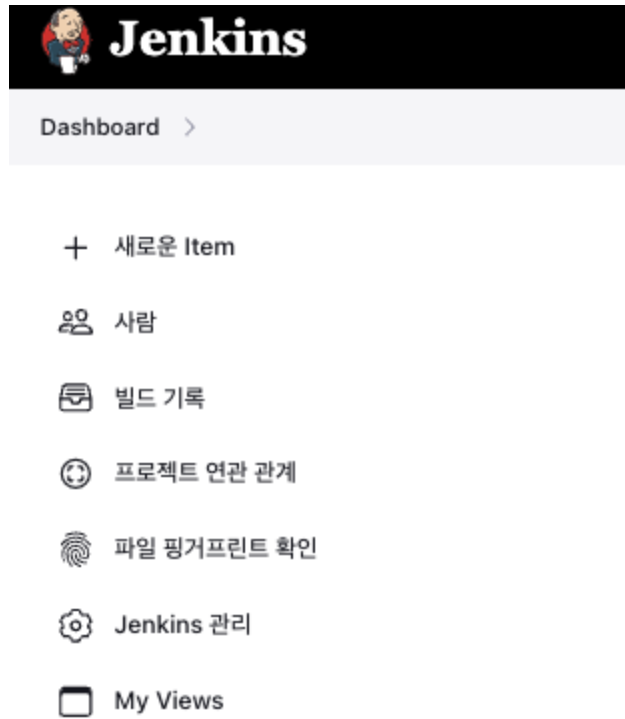 Jenkins
Dashboard
새로운 Item
사람
빌드 기록
프로젝트 연관 관계
파일 핑거프린트 확인
Jenkins 관리
My Views